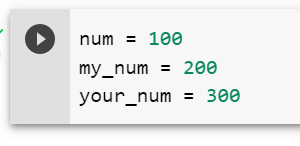 num = 100
my_num = 200
your_num = 300